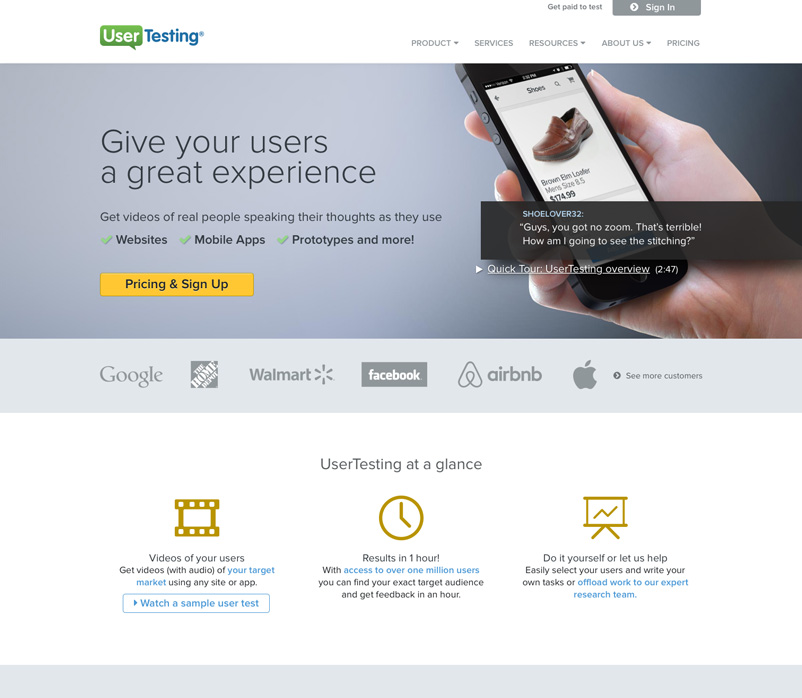 Get paid to test
Sign In
UserTesting®
PRODUCT
SERVICES
RESOURCES
ABOUT US
PRICING
Give your users
a great experience
Get videos of real people speaking their thoughts as they use
Websites
Mobile Apps
Prototypes and more!
Pricing & Sign Up
Shoes
Brown Elm Loafer
Mens Size 8.5
$174.99
SHOELOVER32:
“Guys, you got no zoom. That’s terrible!
How am I going to see the stitching?”
Quick Tour: UserTesting overview (2:47)
Google
THE HOME DEPOT
Walmart
facebook
airbnb
See more customers
UserTesting at a glance
Videos of your users
Get videos (with audio) of your target
market using any site or app.
Watch a sample user test
Results in 1 hour!
With access to over one million users
you can find your exact target audience
and get feedback in an hour.
Do it yourself or let us help
Easily select your users and write your
own tasks or offload work to our expert
research team.